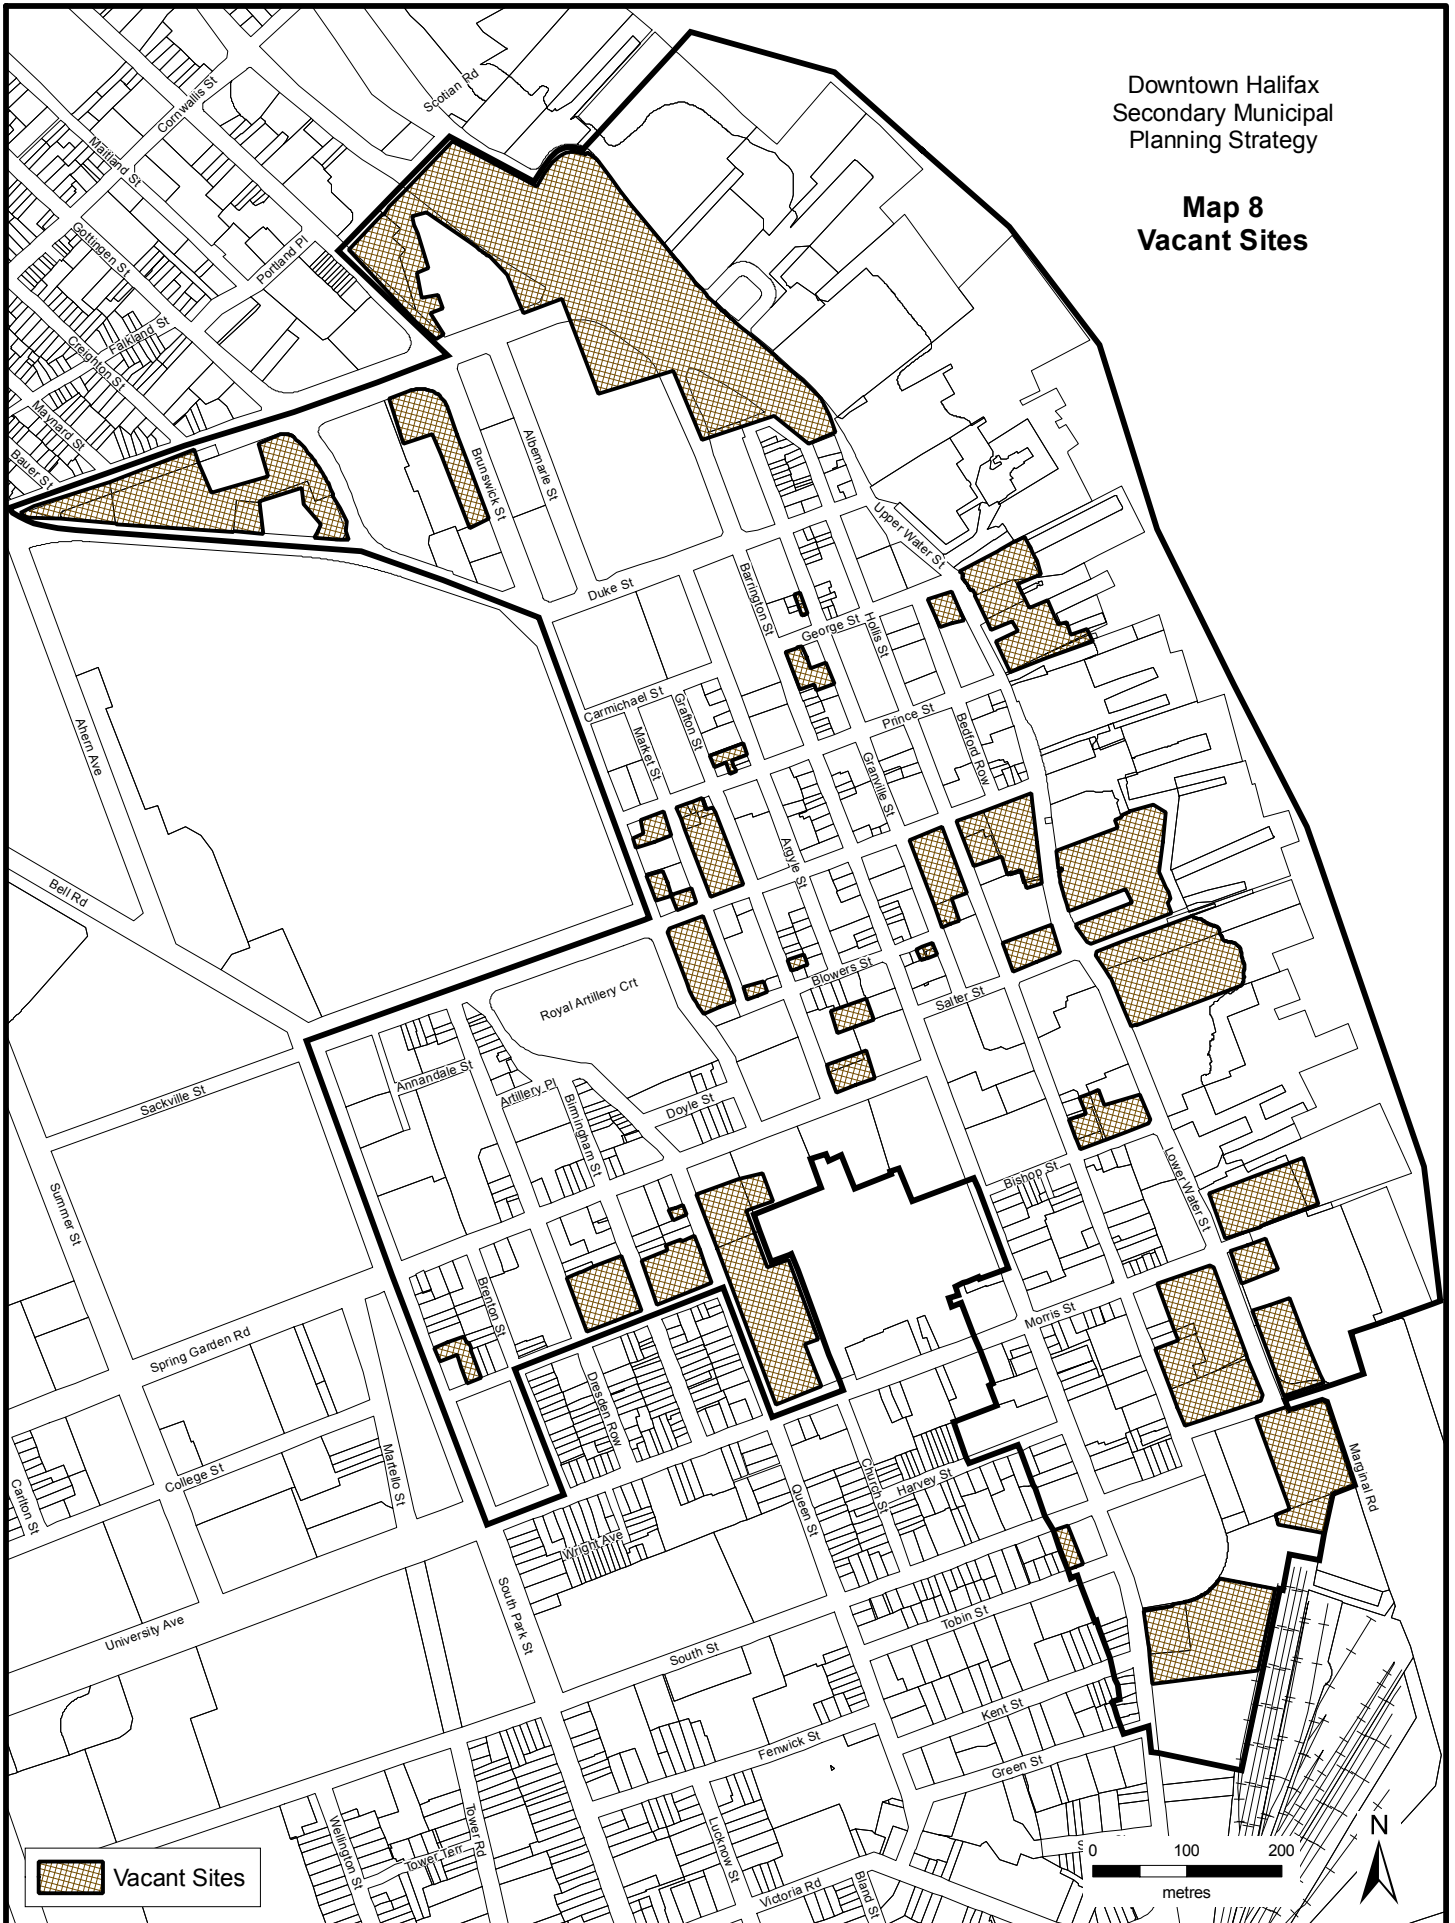 Downtown Halifax
Secondary Municipal
Planning Strategy
Map 8
Vacant Sites
Scotian Rd
Cornwallis St
Maitland St
Gottingen St
Portland Pl
Falkland St
Creighton St
Maynard St
Bauer St
Brunswick St
Albemarle St
Upper Water St
Duke St
Barrington St
George St
Hollis St
Carmichael St
Grafton St
Market St
Prince St
Bedford Row
Granville St
Argyle St
Ahern Ave
Bell Rd
Royal Artillery Crt
Blowers St
Salter St
Annandale St
Artillery Pl
Birmingham St
Doyle St
Sackville St
Summer St
Bishop St
Lower Water St
Morris St
Brenton St
Spring Garden Rd
Dresden Row
College St
Martello St
Carlton St
Queen St
Church St
Harvey St
Marginal Rd
Wright Ave
South Park St
University Ave
South St
Tobin St
Kent St
Fenwick St
Green St
Wellington St
Tower Rd
Tower Terr
Lucknow St
Victoria Rd
Bland St
Vacant Sites
0 100 200
metres
N